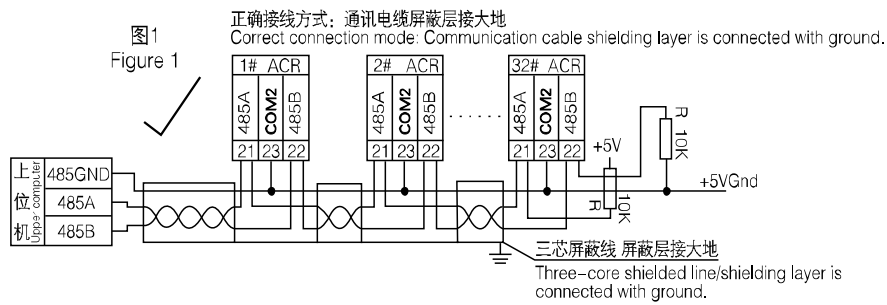 图1
Figure 1
正确接线方式：通讯电缆屏蔽层接大地
Correct connection mode: Communication cable shielding layer is connected with ground.
1# ACR
485A
COM2
485B
21 23 22
2# ACR
485A
COM2
485B
21 23 22
32# ACR
485A
COM2
485B
21 23 22
R 10K
+5V
R 10K
+5VGnd
上位机
Upper computer
485GND
485A
485B
三芯屏蔽线 屏蔽层接大地
Three-core shielded line/shielding layer is
connected with ground.